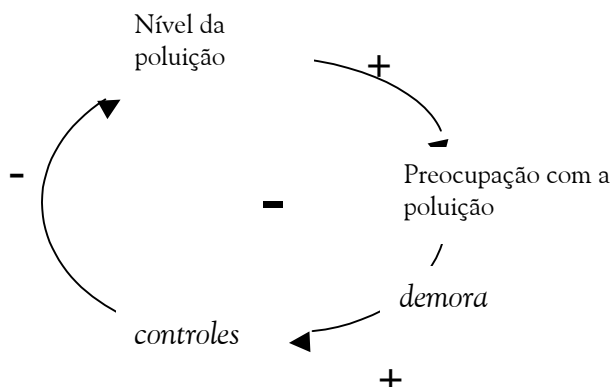 Nível da
poluição
+
-
Preocupação com a
poluição
-
demora
controles
+